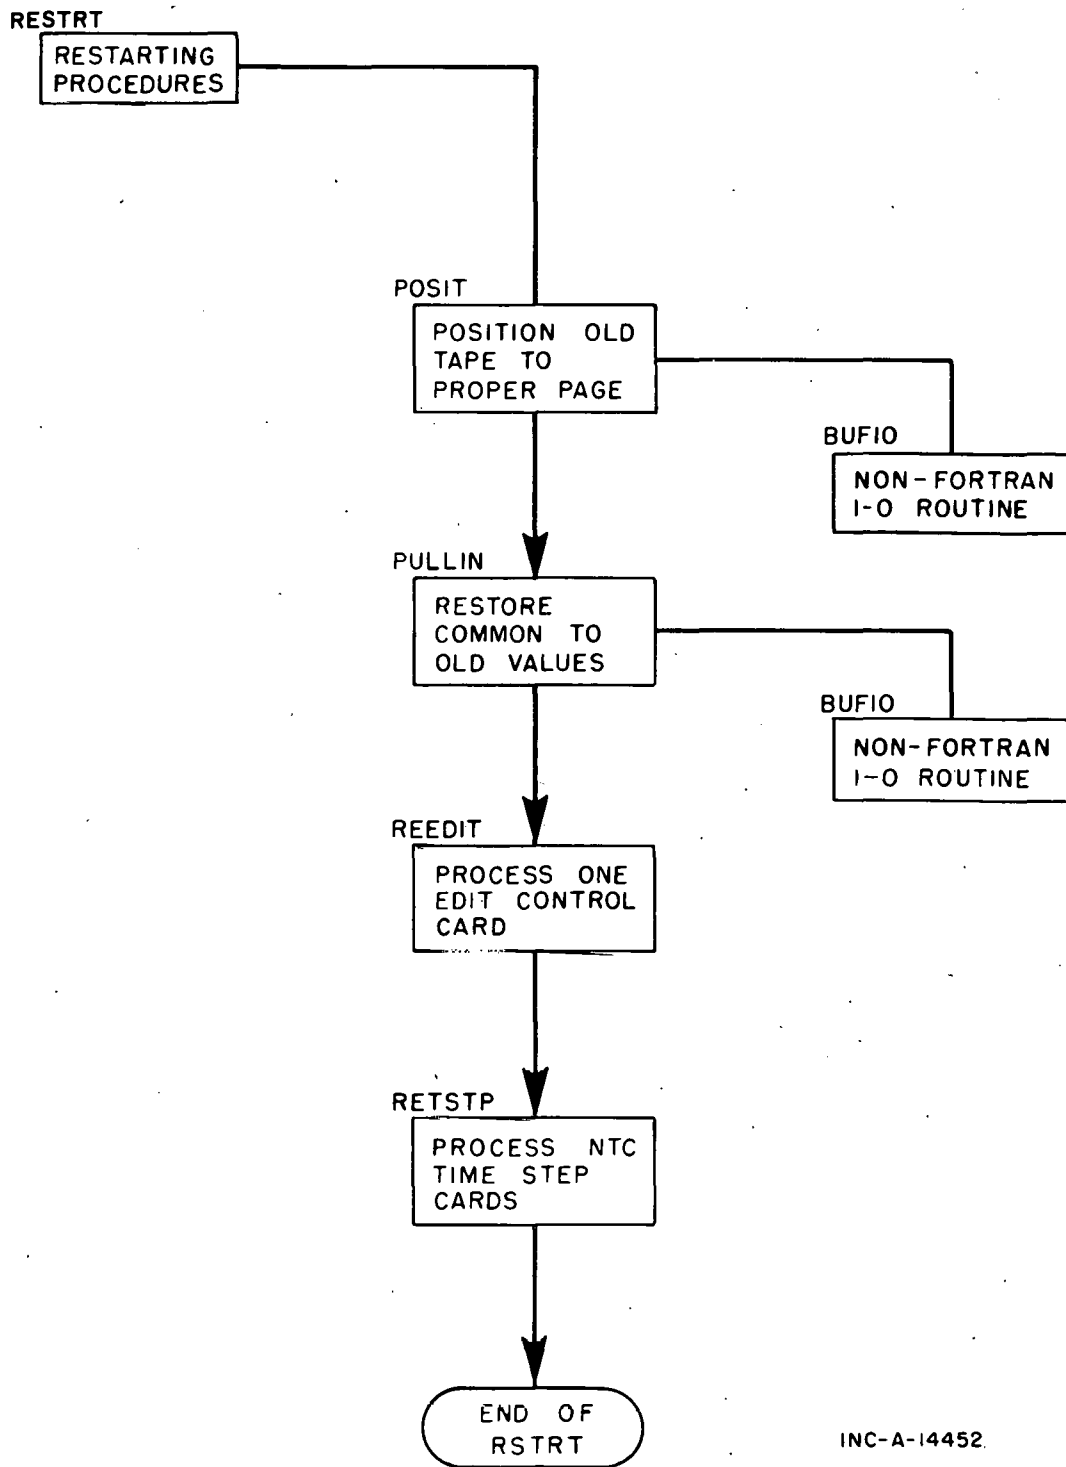 RESTRT
RESTARTING
PROCEDURES
POSIT
POSITION OLD
TAPE TO
PROPER PAGE
BUFIO
NON-FORTRAN
I-O ROUTINE
PULLIN
RESTORE
COMMON TO
OLD VALUES
BUFIO
NON-FORTRAN
I-O ROUTINE
REEDIT
PROCESS ONE
EDIT CONTROL
CARD
RETSTP
PROCESS NTC
TIME STEP
CARDS
END OF
RSTRT
INC-A-14452